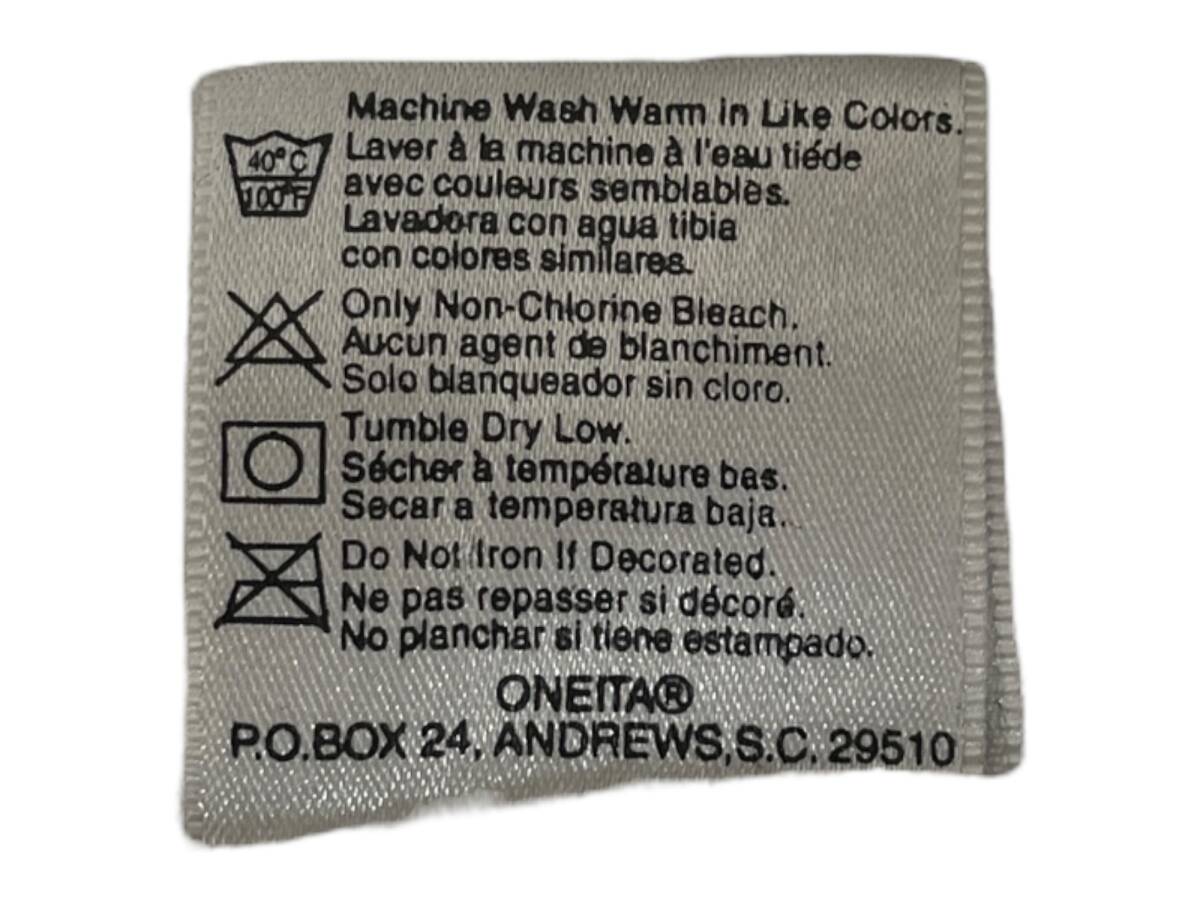 Machine Wash Warm in Like Colors.
40°C
100°F
Laver à la machine à l'eau tiéde
avec couleurs semblables.
Lavadora con agua tibia
con colores similares.
Only Non-Chlorine Bleach.
Aucun agent de blanchiment.
Solo blanqueador sin cloro.
Tumble Dry Low.
Sécher à température bas.
Secar a temperatura baja.
Do Not Iron If Decorated.
Ne pas repasser si décoré.
No planchar si tiene estampado.
ONEITA®
P.O.BOX 24, ANDREWS,S.C. 29510